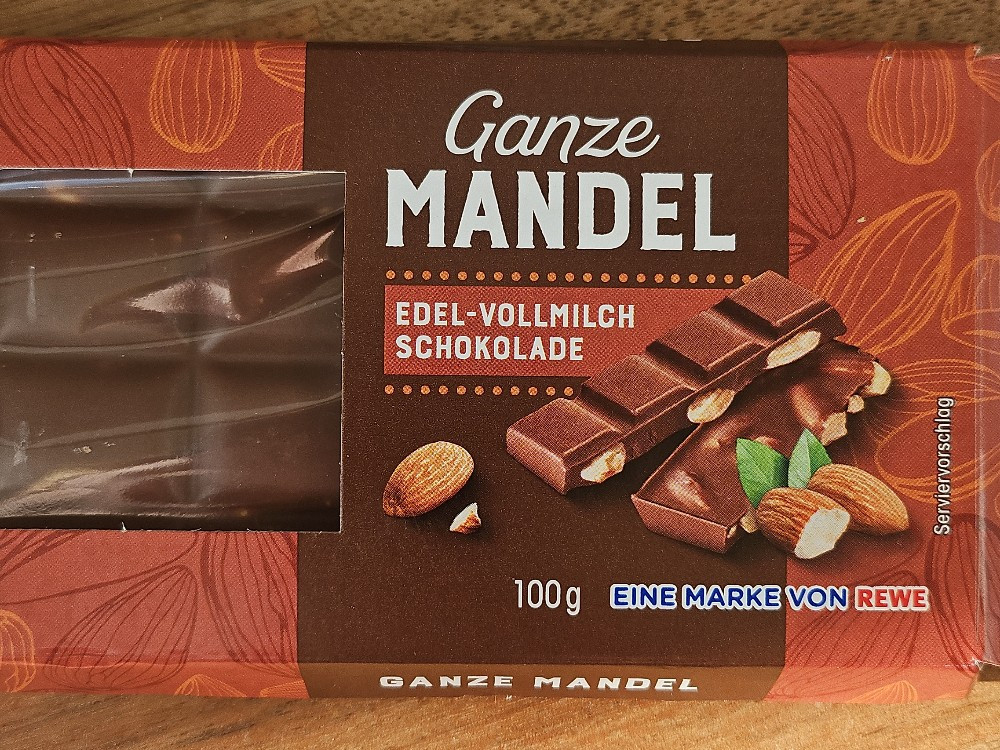 Ganze
MANDEL
EDEL-VOLLMILCH
SCHOKOLADE
Serviervorschlag
100g EINE MARKE VON REWE
GANZE MANDEL